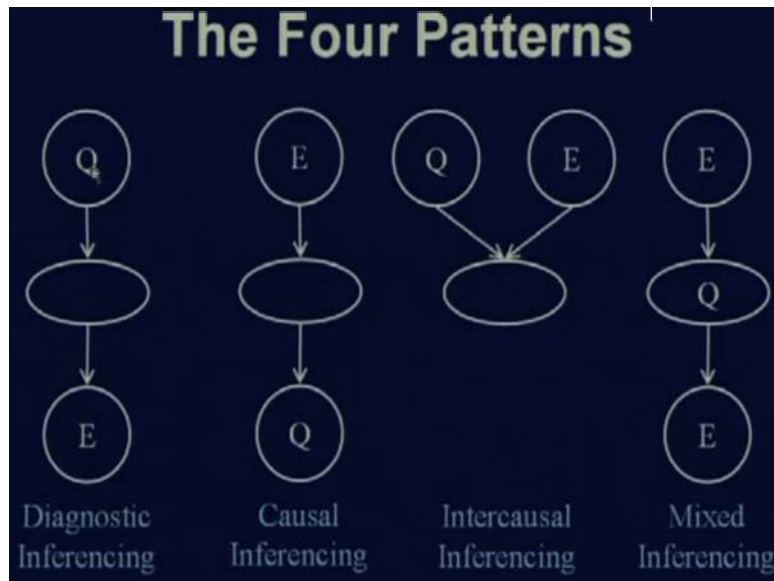 The Four Patterns
Q
E
Q
E
E
Q
E
Q
E
Diagnostic
Inferencing
Causal
Inferencing
Intercausal
Inferencing
Mixed
Inferencing